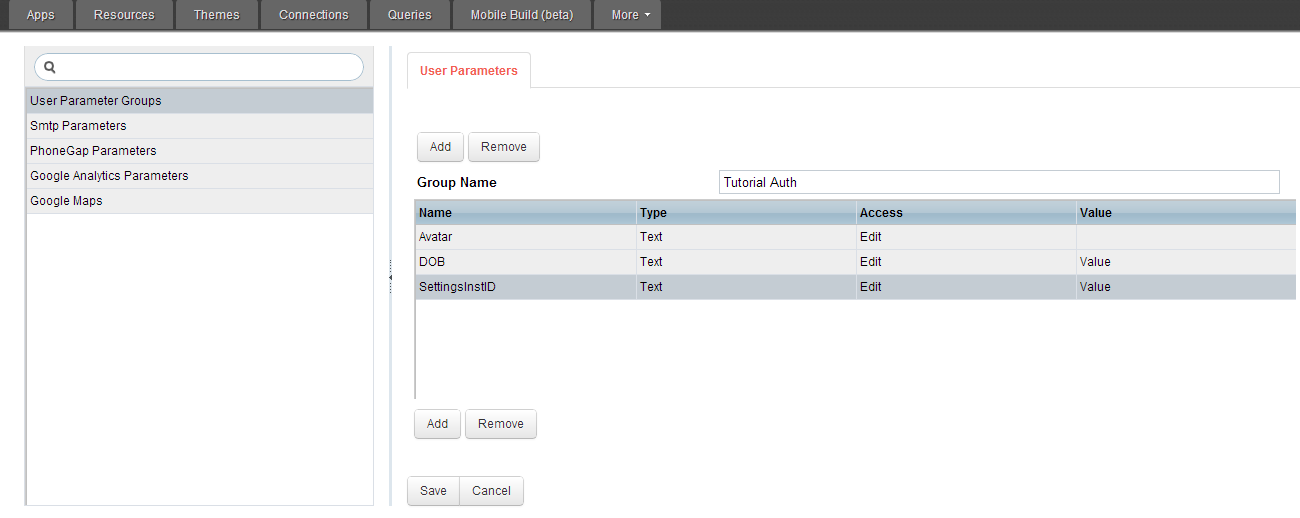 Apps Resources Themes Connections Queries Mobile Build (beta) More
User Parameters
User Parameter Groups
Smtp Parameters
PhoneGap Parameters
Google Analytics Parameters
Google Maps
Add Remove
Group Name Tutorial Auth
Name Type Access Value
Avatar Text Edit
DOB Text Edit Value
SettingsInstID Text Edit Value
Add Remove
Save Cancel